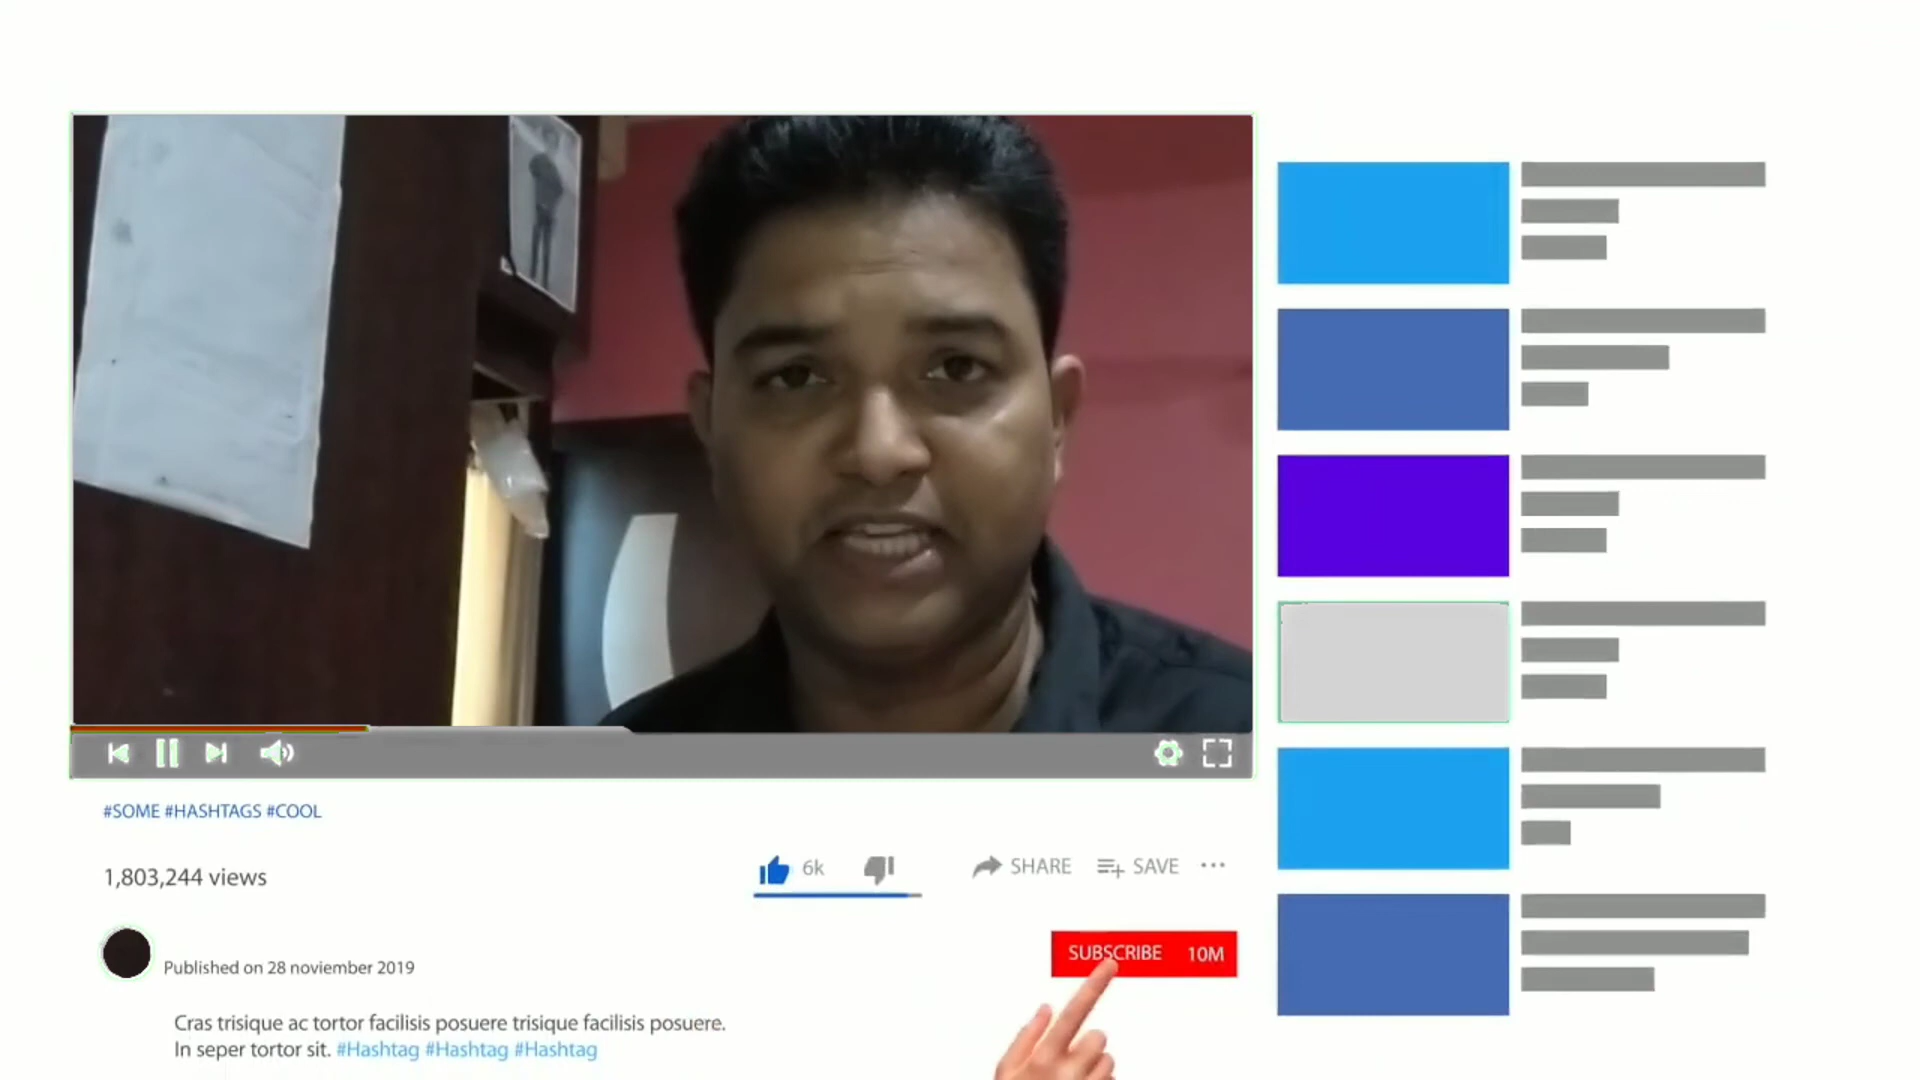 #SOME #HASHTAGS #COOL
1,803,244 views
6k
SHARE
SAVE
SUBSCRIBE 10M
Published on 28 noviember 2019
Cras trisique ac tortor facilisis posuere trisique facilisis posuere.
In seper tortor sit. #Hashtag #Hashtag #Hashtag